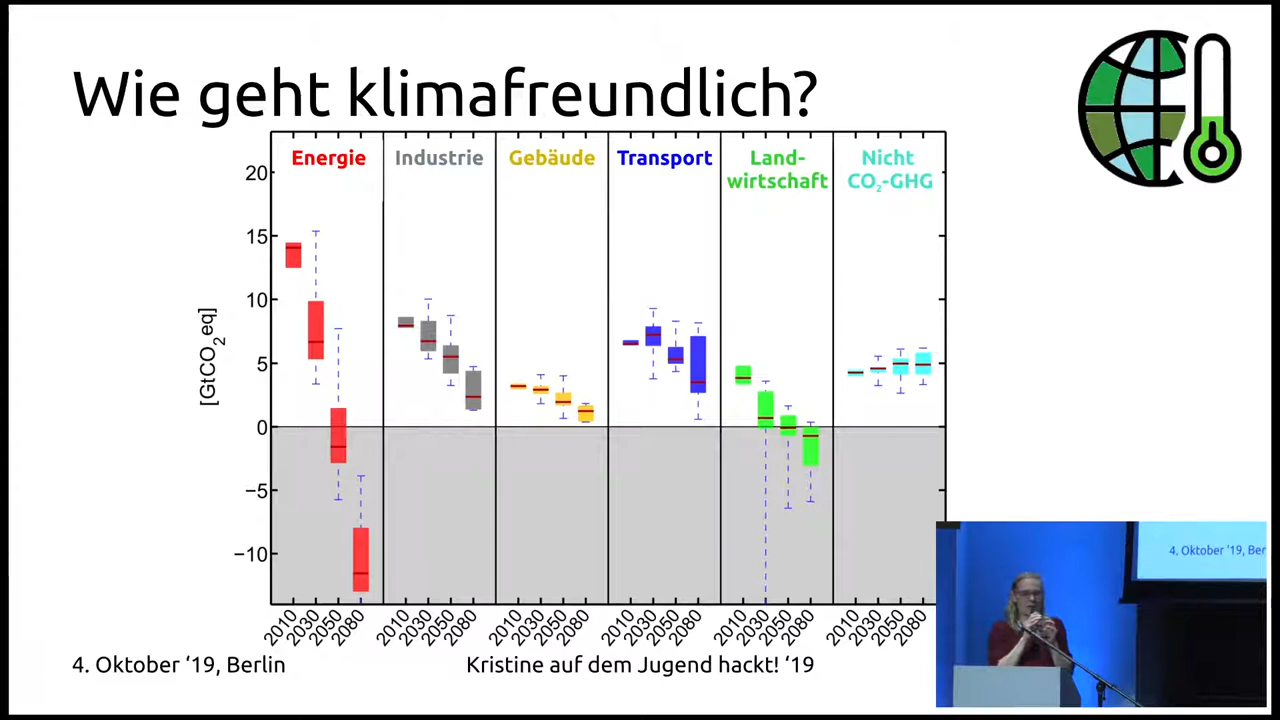 Wie geht klimafreundlich?
Energie
Industrie
Gebäude
Transport
Land-
wirtschaft
Nicht
CO₂-GHG
20
15
10
5
0
−5
−10
[GtCO₂eq]
2010 2030 2050 2080
2010 2030 2050 2080
2010 2030 2050 2080
2010 2030 2050 2080
2010 2030 2050 2080
2010 2030 2050 2080
4. Oktober ‘19, Berlin
Kristine auf dem Jugend hackt! ‘19
4. Oktober '19, Ber